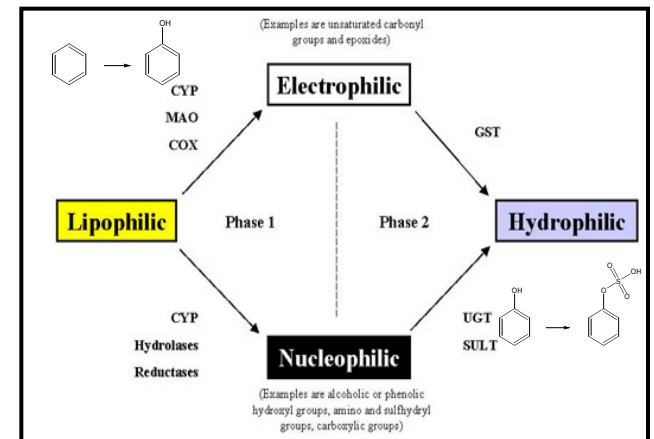 (Examples are unsaturated carbonyl
groups and epoxides)
OH
Electrophilic
CYP
MAO
COX
GST
Lipophilic
Phase 1
Phase 2
Hydrophilic
CYP
Hydrolases
Reductases
Nucleophilic
UGT
SULT
OH
O
S
OH
O
O
(Examples are alcoholic or phenolic
hydroxyl groups, amino and sulfhydryl
groups, carboxylic groups)